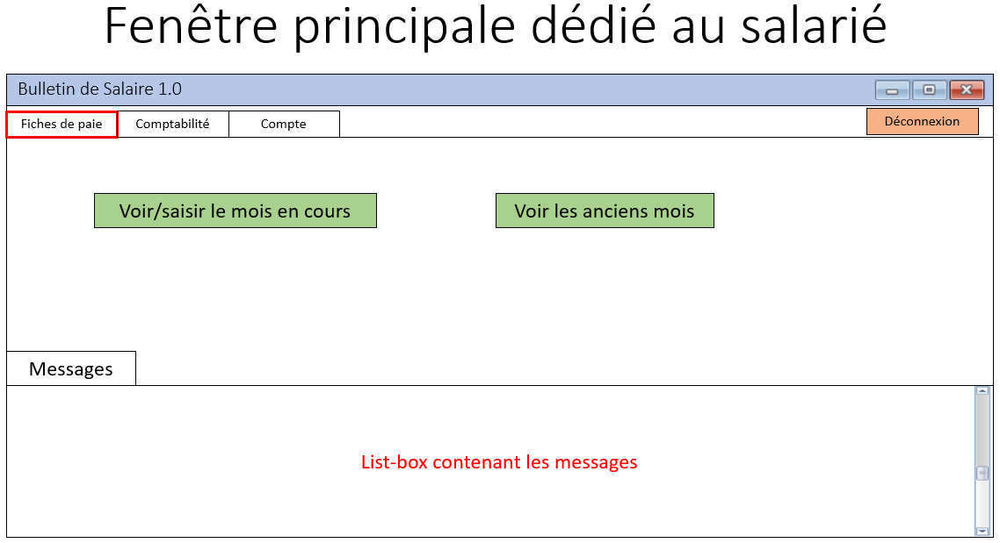 Fenêtre principale dédié au salarié
Bulletin de Salaire 1.0
Fiches de paie
Comptabilité
Compte
Déconnexion
Voir/saisir le mois en cours
Voir les anciens mois
Messages
List-box contenant les messages